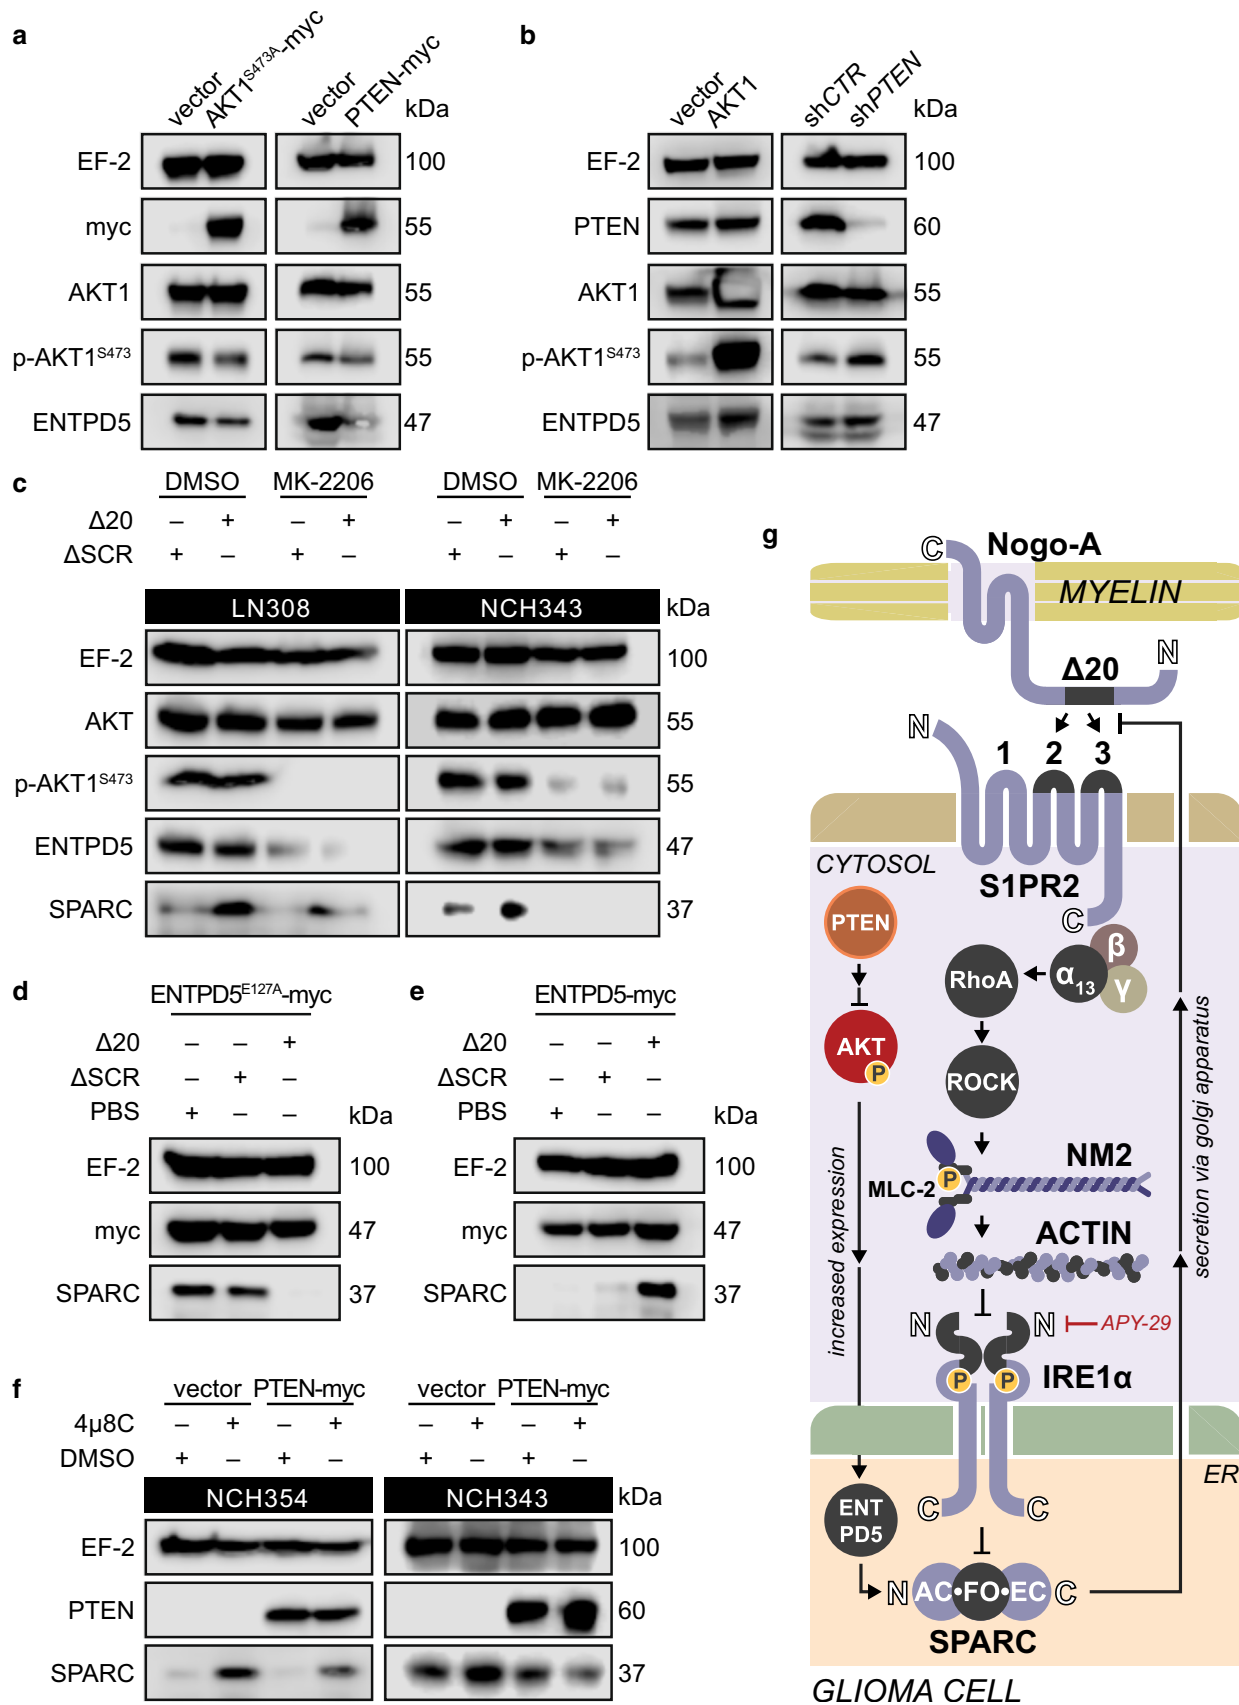 a
vector
AKT1S473A-myc
vector
PTEN-myc
kDa
EF-2
100
myc
55
AKT1
55
p-AKT1S473
55
ENTPD5
47
b
vector
AKT1
shCTR
shPTEN
kDa
EF-2
100
PTEN
60
AKT1
55
p-AKT1S473
55
ENTPD5
47
c
DMSO MK-2206 DMSO MK-2206
Δ20 – + – + – + – +
ΔSCR + – + – + – + –
LN308 NCH343 kDa
EF-2 100
AKT 55
p-AKT1S473 55
ENTPD5 47
SPARC 37
d
ENTPD5E127A-myc
Δ20 – – +
ΔSCR – + –
PBS + – – kDa
EF-2 100
myc 47
SPARC 37
e
ENTPD5-myc
Δ20 – – +
ΔSCR – + –
PBS + – – kDa
EF-2 100
myc 47
SPARC 37
f
vector PTEN-myc vector PTEN-myc
4μ8C – + – + – + – +
DMSO + – + – + – + –
NCH354 NCH343 kDa
EF-2 100
PTEN 60
SPARC 37
g
C Nogo-A
MYELIN
Δ20 N
N
1 2 3
CYTOSOL
S1PR2
C
PTEN
β
α13 γ
RhoA
AKT
P
ROCK
NM2
MLC-2 P
ACTIN
increased expression
secretion via golgi apparatus
N N APY-29
P P IRE1α
ER
C C
ENT
PD5
N AC•FO•EC C
SPARC
GLIOMA CELL